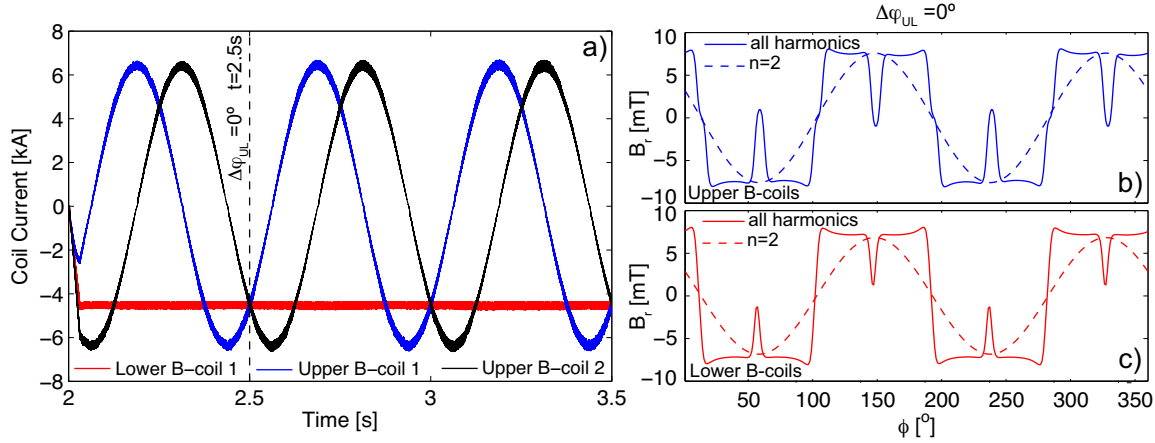 8
6
4
2
0
−2
−4
−6
−8
Coil Current [kA]
a)
Δφ_UL =0º t=2.5s
Lower B−coil 1
Upper B−coil 1
Upper B−coil 2
2
2.5
3
3.5
Time [s]
Δφ_UL =0º
10
5
0
−5
−10
B_r [mT]
all harmonics
n=2
Upper B-coils
b)
10
5
0
−5
−10
B_r [mT]
all harmonics
n=2
Lower B-coils
c)
50
100
150
200
250
300
350
ϕ [º]